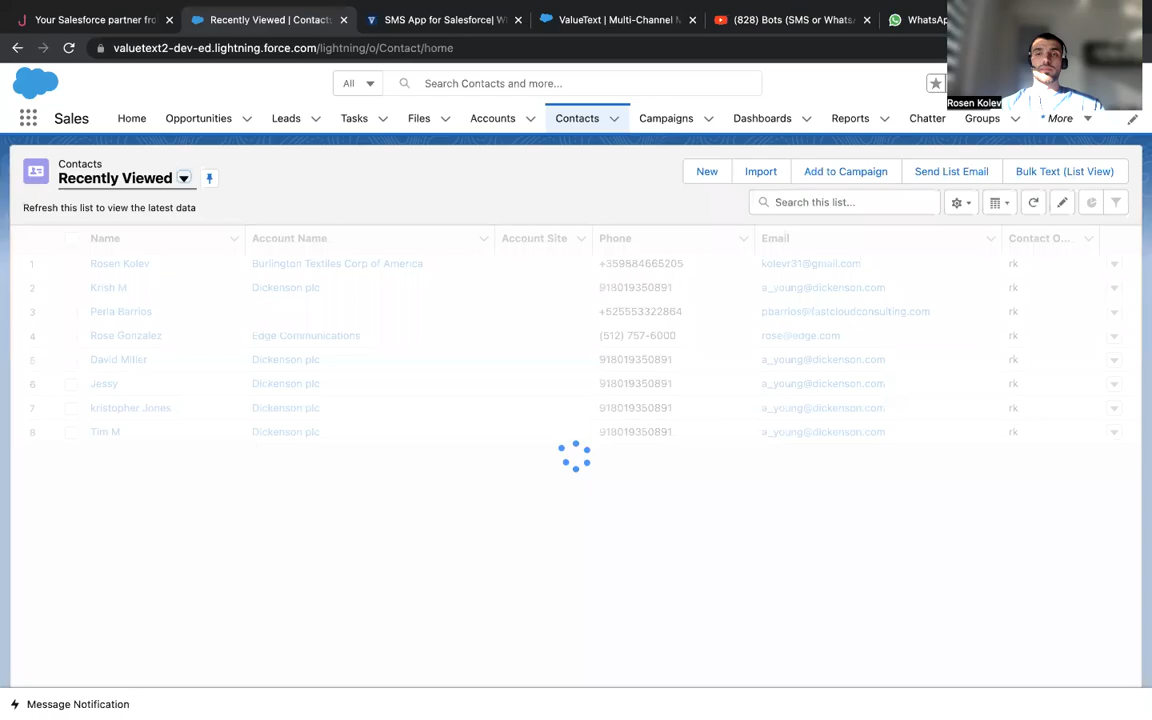 Your Salesforce partner fro
Recently Viewed | Contact:
SMS App for Salesforce| W
ValueText | Multi-Channel M
(828) Bots (SMS or Whats
WhatsAp
valuetext2-dev-ed.lightning.force.com/lightning/o/Contact/home
All
Search Contacts and more...
Rosen Kolev
Sales
Home
Opportunities
Leads
Tasks
Files
Accounts
Contacts
Campaigns
Dashboards
Reports
Chatter
Groups
* More
Contacts
Recently Viewed
New
Import
Add to Campaign
Send List Email
Bulk Text (List View)
Refresh this list to view the latest data
Search this list...
Name Account Name Account Site Phone Email Contact O...
1 Rosen Kolev Burlington Textiles Corp of America +359884665205 kolevr31@gmail.com rk
2 Krish M Dickenson plc 918019350891 a_young@dickenson.com rk
3 Perla Barrios +525553322864 pbarrios@fastcloudconsulting.com rk
4 Rose Gonzalez Edge Communications (512) 757-6000 rose@edge.com rk
5 David Miller Dickenson plc 918019350891 a_young@dickenson.com rk
6 Jessy Dickenson plc 918019350891 a_young@dickenson.com rk
7 kristopher Jones Dickenson plc 918019350891 a_young@dickenson.com rk
8 Tim M Dickenson plc 918019350891 a_young@dickenson.com rk
Message Notification